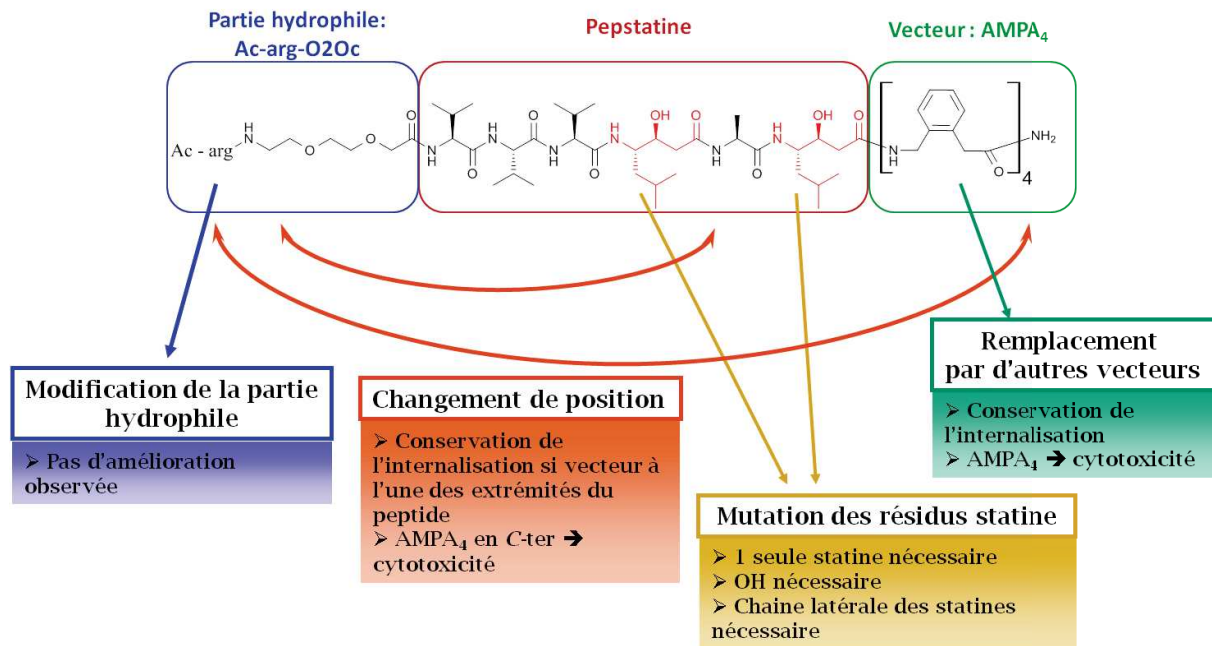 Partie hydrophile:
Ac-arg-O2Oc
Pepstatine
Vecteur : AMPA₄
Ac - arg
H
N
O
O
O
N
H
O
H
N
O
N
H
O
H
N
OH
O
N
H
O
H
N
OH
O
N
H
O
4
NH₂
Modification de la partie
hydrophile
➢ Pas d'amélioration
observée
Changement de position
➢ Conservation de
l'internalisation si vecteur à
l'une des extrémités du
peptide
➢ AMPA₄ en C-ter ➔
cytotoxicité
Mutation des résidus statine
➢ 1 seule statine nécessaire
➢ OH nécessaire
➢ Chaine latérale des statines
nécessaire
Remplacement
par d'autres vecteurs
➢ Conservation de
l'internalisation
➢ AMPA₄ ➔ cytotoxicité